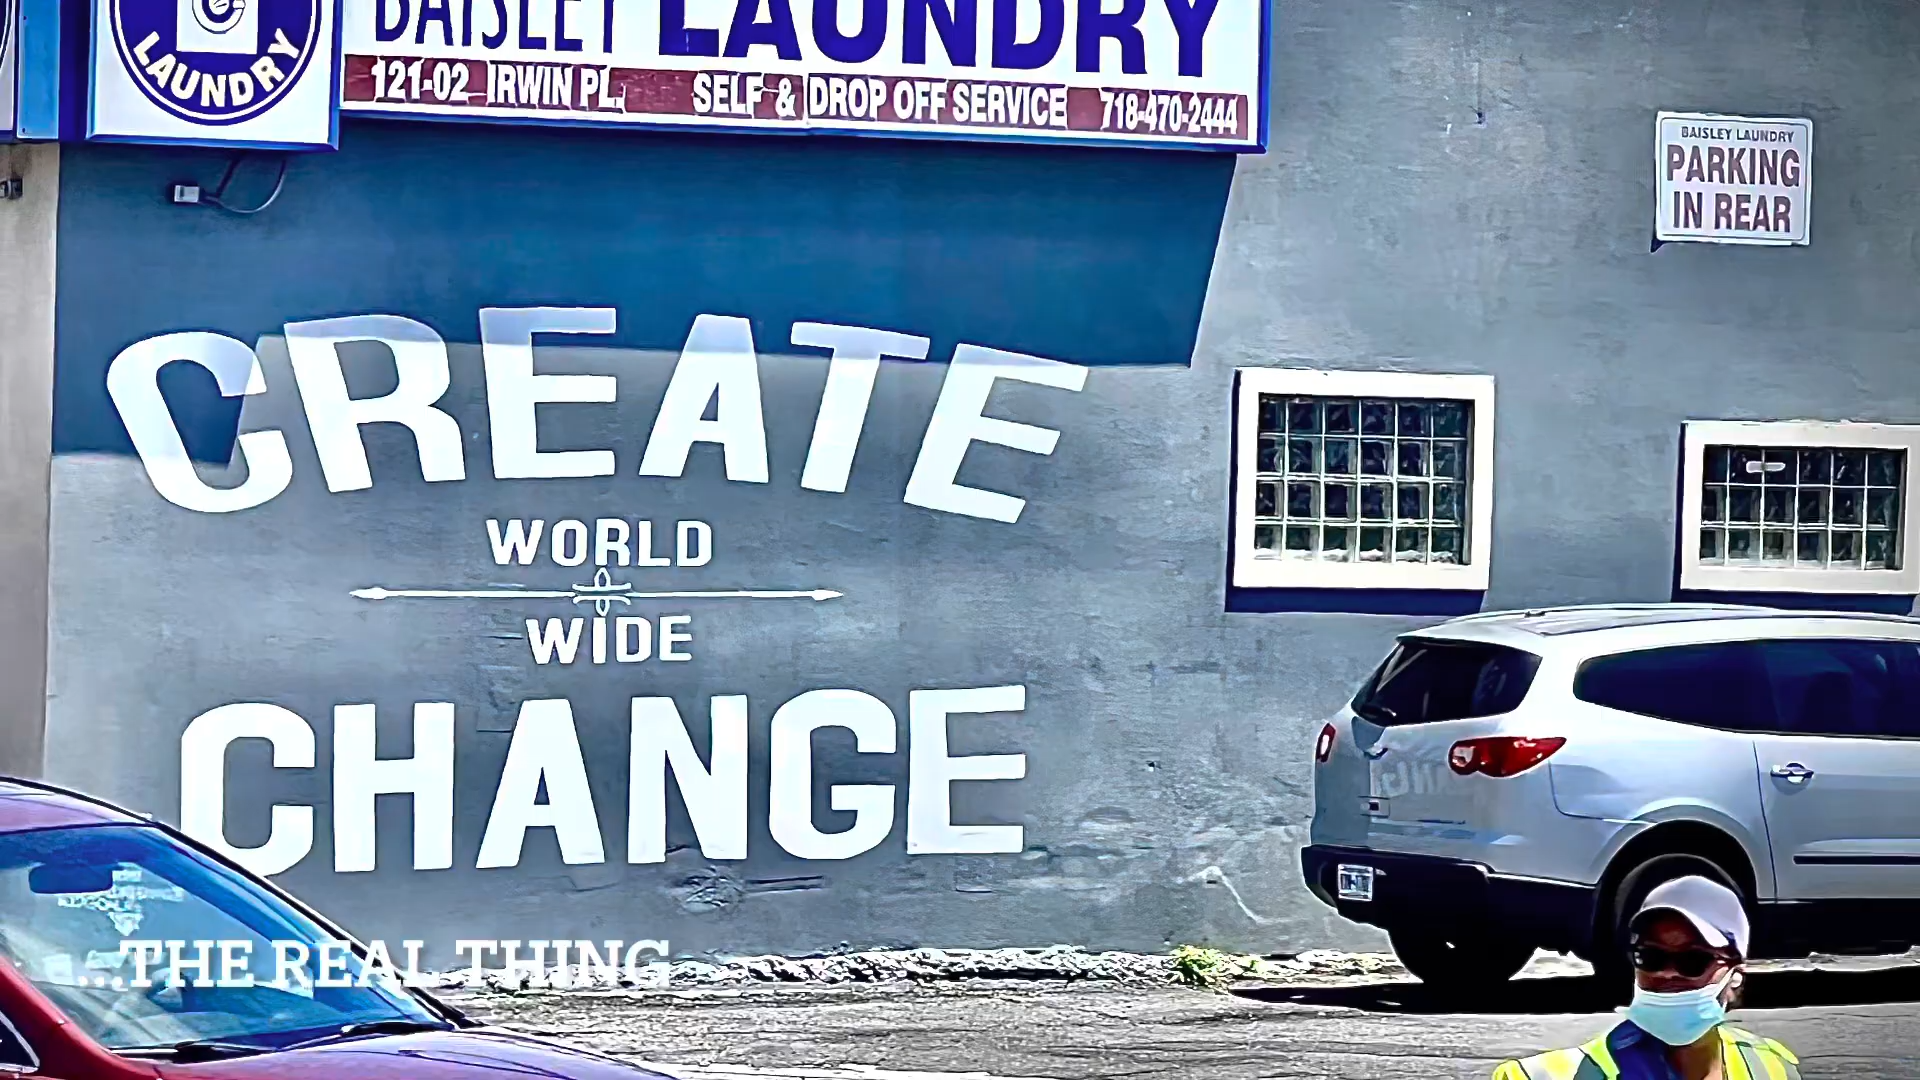 LAUNDRY
BAISLEY LAUNDRY
121-02 IRWIN PL. SELF & DROP OFF SERVICE 718-470-2444
BAISLEY LAUNDRY
PARKING
IN REAR
CREATE
WORLD
WIDE
CHANGE
...THE REAL THING